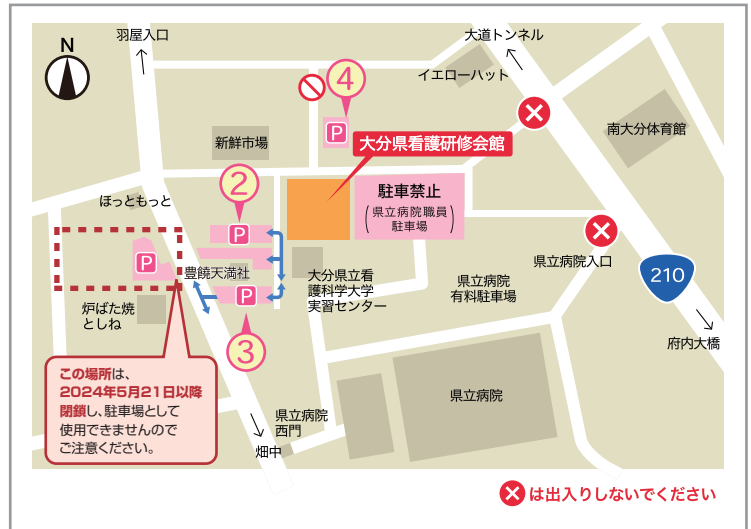 羽屋入口
大道トンネル
N
イエローハット
④
P
新鮮市場
南大分体育館
大分県看護研修会館
②
駐車禁止
(県立病院職員
駐車場)
ほっともっと
P
P
豊饒天満社
県立病院入口
大分県立看
護科学大学
実習センター
県立病院
有料駐車場
210
P
炉ばた焼
としね
③
府内大橋
この場所は、
2024年5月21日以降
閉鎖し、駐車場として
使用できませんので
ご注意ください。
県立病院
県立病院
西門
畑中
は出入りしないでください